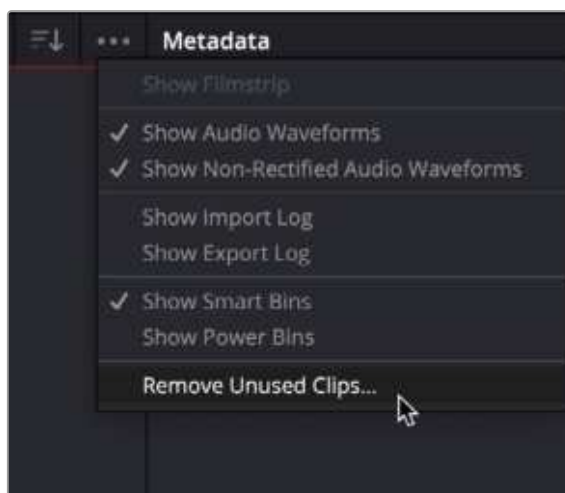 Metadata
Show Filmstrip
Show Audio Waveforms
Show Non-Rectified Audio Waveforms
Show Import Log
Show Export Log
Show Smart Bins
Show Power Bins
Remove Unused Clips...